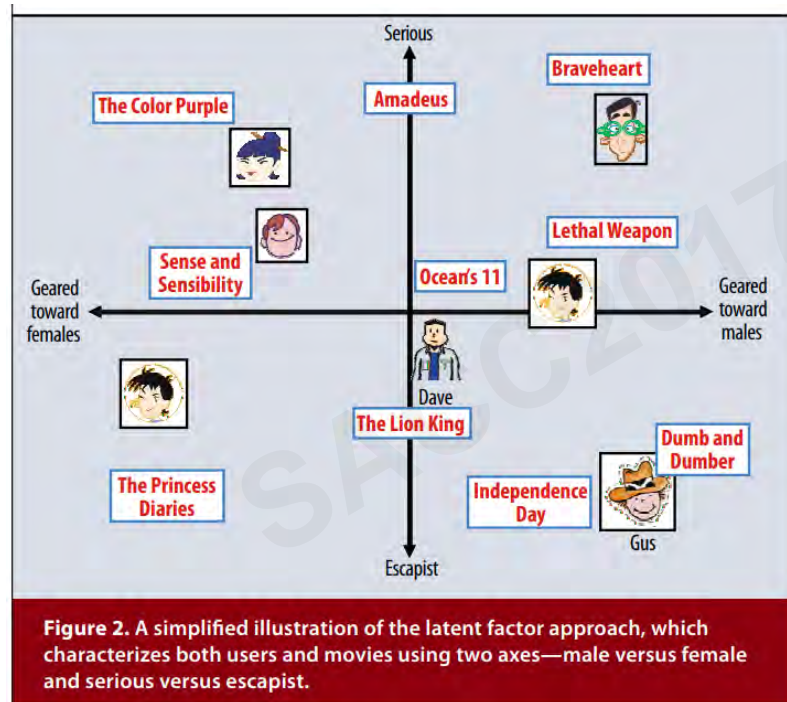 Serious
Braveheart
The Color Purple
Amadeus
Lethal Weapon
Sense and
Sensibility
Ocean's 11
Geared
toward
females
Geared
toward
males
Dave
The Lion King
Dumb and
Dumber
The Princess
Diaries
Independence
Day
Gus
Escapist
SACC2017
Figure 2. A simplified illustration of the latent factor approach, which
characterizes both users and movies using two axes—male versus female
and serious versus escapist.